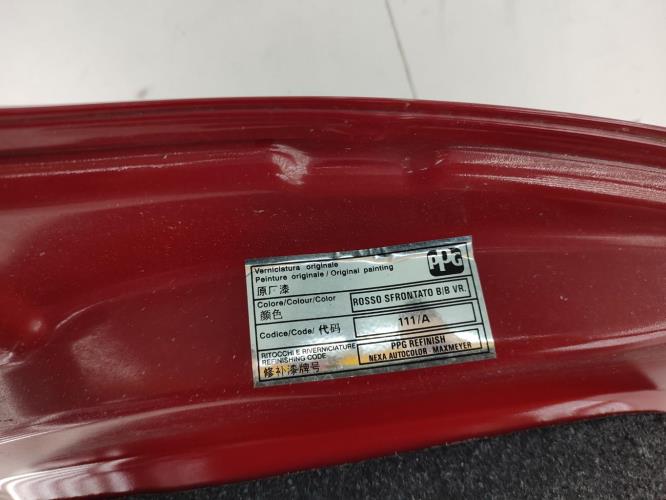 Verniciatura originale
Peinture originale / Original painting
原厂漆
PPG
Colore/Colour/Color
颜色
ROSSO SFRONTATO B/B VR.
Codice/Code/ 代码
111/A
RITOCCHI E RIVERNICIATURE
REFINISHING CODE
修补漆牌号
PPG REFINISH
NEXA AUTOCOLOR - MAXMEYER